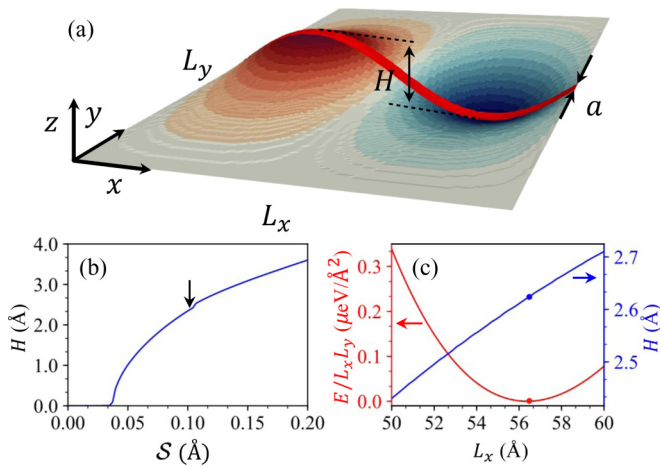 (a)
L_y
H
a
z
y
x
L_x
(b)
H (Å)
4.0
3.0
2.0
1.0
0.0
0.00 0.05 0.10 0.15 0.20
𝒮 (Å)
(c)
E/L_xL_y (μeV/Å²)
0.3
0.2
0.1
0.0
50 52 54 56 58 60
L_x (Å)
2.7
2.6
2.5
H (Å)